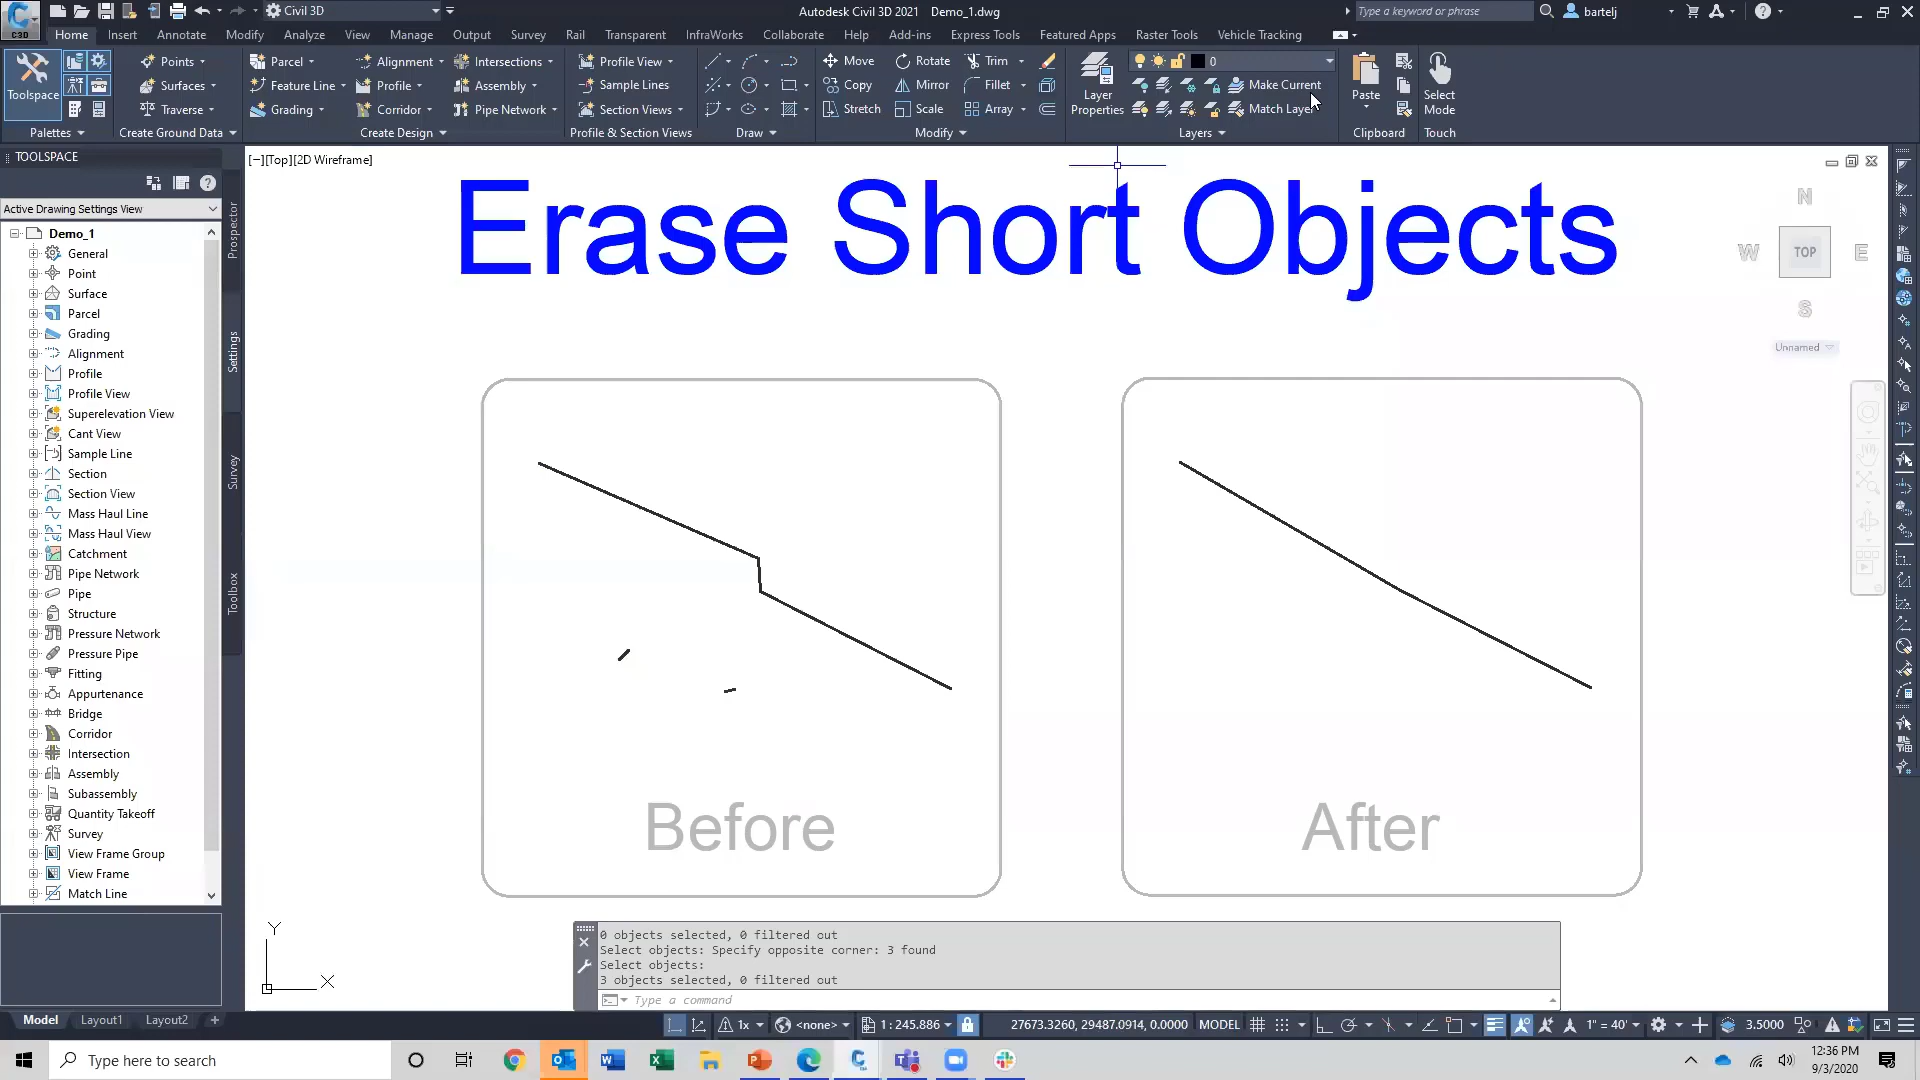 C3D
Civil 3D
Autodesk Civil 3D 2021 Demo_1.dwg
Type a keyword or phrase
bartelj
Home Insert Annotate Modify Analyze View Manage Output Survey Rail Transparent InfraWorks Collaborate Help Add-ins Express Tools Featured Apps Raster Tools Vehicle Tracking
Toolspace
Palettes
Points
Surfaces
Traverse
Create Ground Data
Parcel
Feature Line
Grading
Alignment
Profile
Corridor
Intersections
Assembly
Pipe Network
Create Design
Profile View
Sample Lines
Section Views
Profile & Section Views
Draw
Move
Copy
Stretch
Rotate
Mirror
Scale
Trim
Fillet
Array
Modify
Layer
Properties
0
Make Current
Match Layer
Layers
Paste
Clipboard
Select
Mode
Touch
TOOLSPACE
Active Drawing Settings View
Demo_1
General
Point
Surface
Parcel
Grading
Alignment
Profile
Profile View
Superelevation View
Cant View
Sample Line
Section
Section View
Mass Haul Line
Mass Haul View
Catchment
Pipe Network
Pipe
Structure
Pressure Network
Pressure Pipe
Fitting
Appurtenance
Bridge
Corridor
Intersection
Assembly
Subassembly
Quantity Takeoff
Survey
View Frame Group
View Frame
Match Line
Prospector
Settings
Survey
Toolbox
[−][Top][2D Wireframe]
Erase Short Objects
N
W TOP E
S
Unnamed
Before
After
Y
X
0 objects selected, 0 filtered out
Select objects: Specify opposite corner: 3 found
Select objects:
3 objects selected, 0 filtered out
Type a command
Model Layout1 Layout2 +
1x <none> 1 : 245.886 27673.3260, 29487.0914, 0.0000 MODEL 1" = 40' 3.5000
Type here to search
12:36 PM
9/3/2020